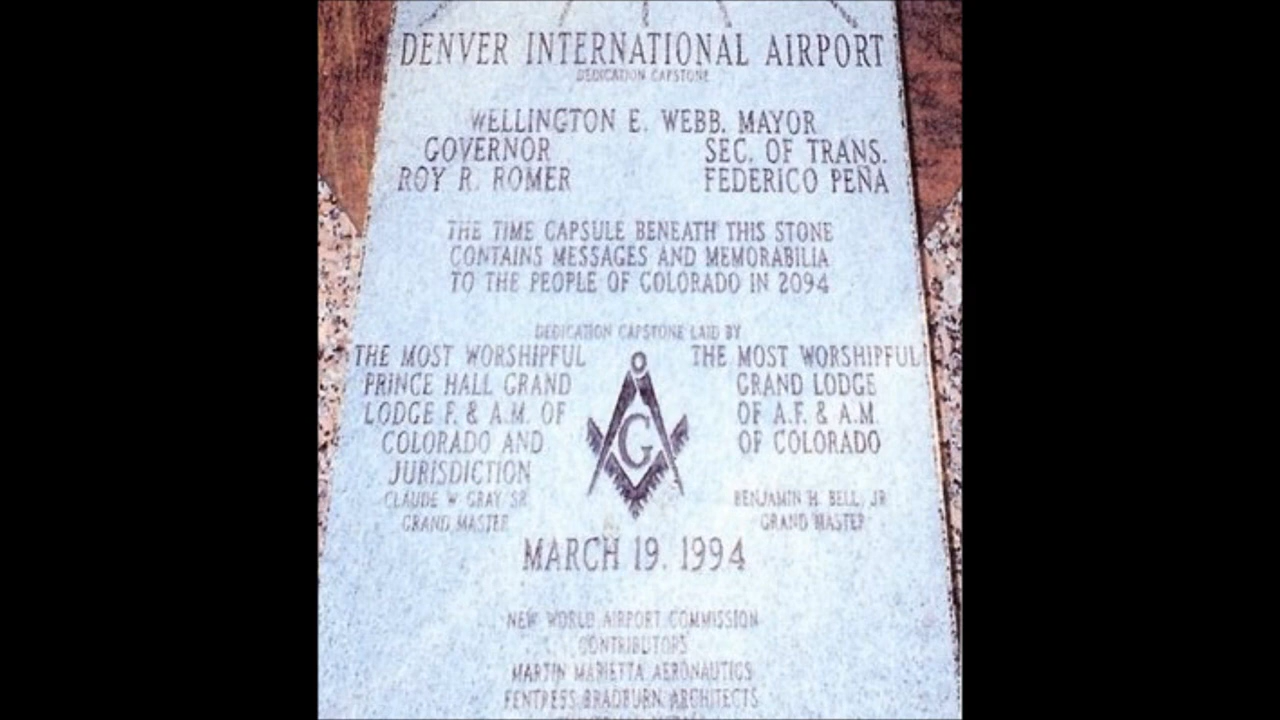 DENVER INTERNATIONAL AIRPORT
DEDICATION CAPSTONE
WELLINGTON E. WEBB, MAYOR
GOVERNOR
ROY R. ROMER
SEC. OF TRANS.
FEDERICO PEÑA
THE TIME CAPSULE BENEATH THIS STONE
CONTAINS MESSAGES AND MEMORABILIA
TO THE PEOPLE OF COLORADO IN 2094
DEDICATION CAPSTONE LAID BY
THE MOST WORSHIPFUL
PRINCE HALL GRAND
LODGE F. & A.M. OF
COLORADO AND
JURISDICTION
CLAUDE W. GRAY SR.
GRAND MASTER
G
THE MOST WORSHIPFUL
GRAND LODGE
OF A.F. & A.M.
OF COLORADO
BENJAMIN H. BELL, JR.
GRAND MASTER
MARCH 19, 1994
NEW WORLD AIRPORT COMMISSION
CONTRIBUTORS
MARTIN MARIETTA AERONAUTICS
FENTRESS BRADBURN ARCHITECTS